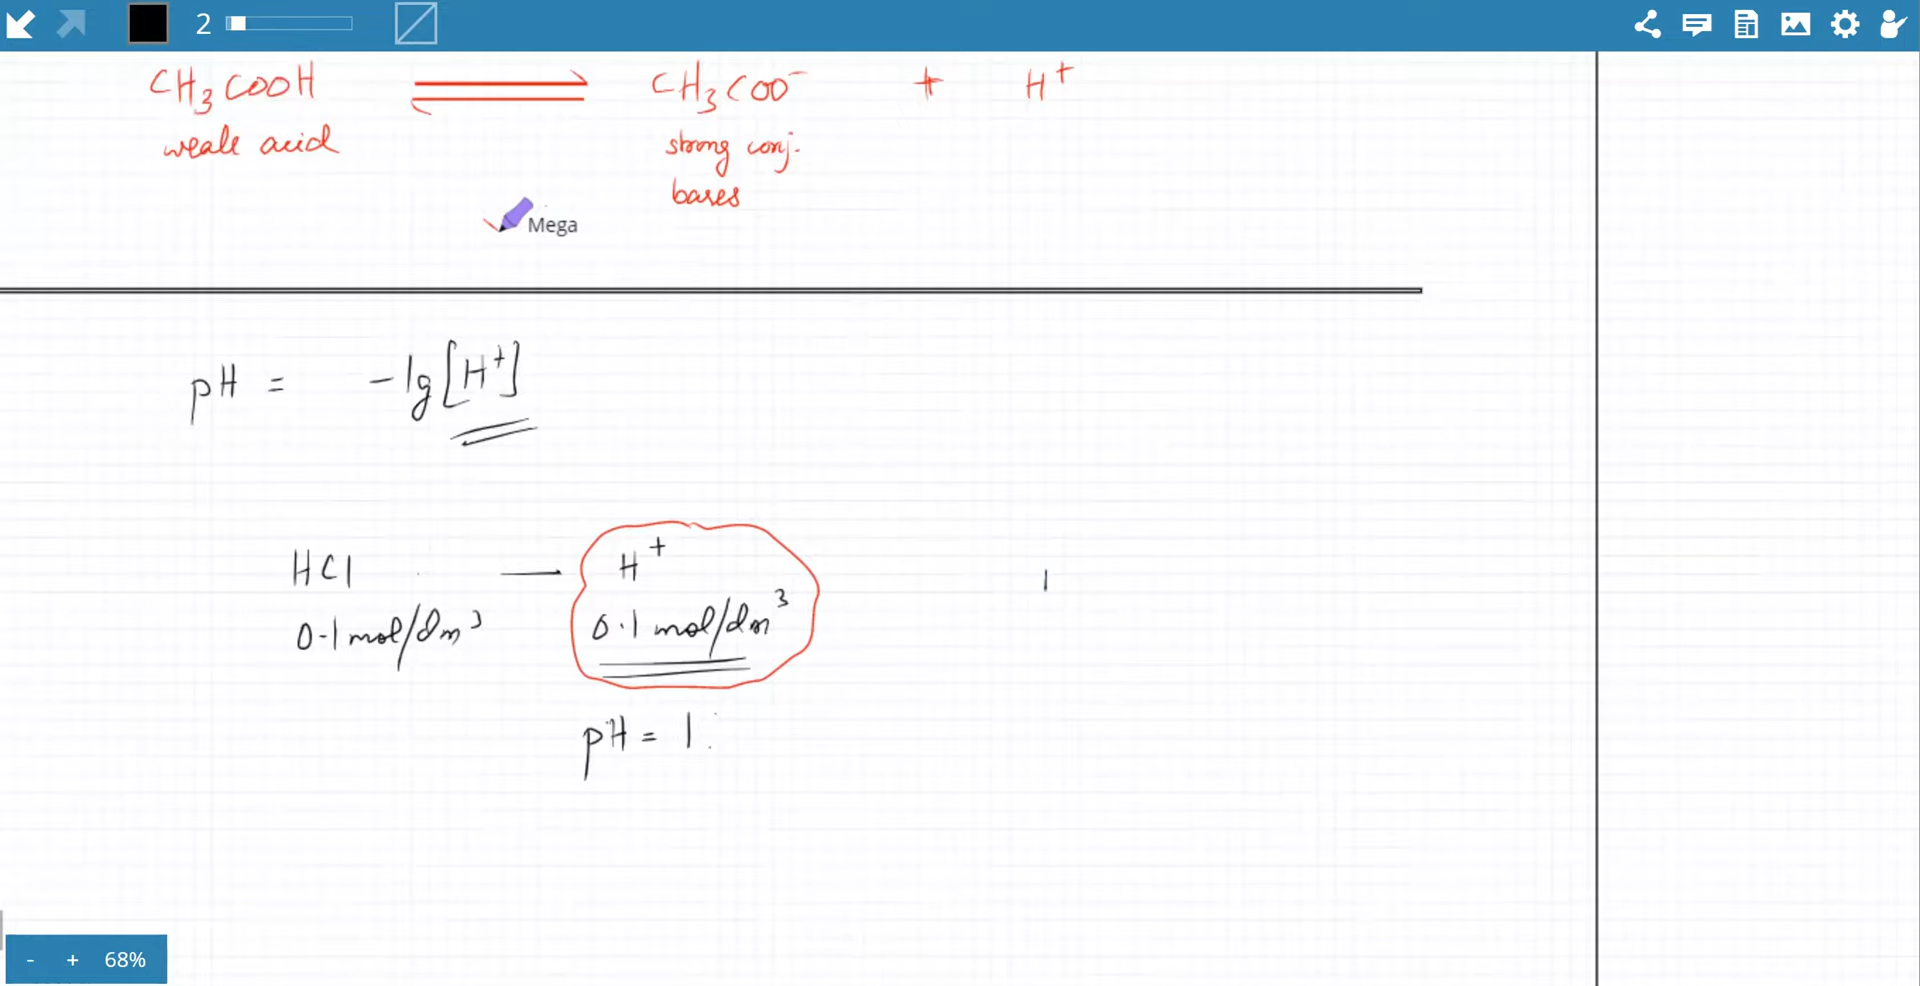 2
CH₃COOH ⇌ CH₃COO⁻ + H⁺
weak acid
strong conj.
bases
Mega
pH = -lg[H⁺]
HCl — H⁺
0.1 mol/dm³
0.1 mol/dm³
pH = 1.
- + 68%